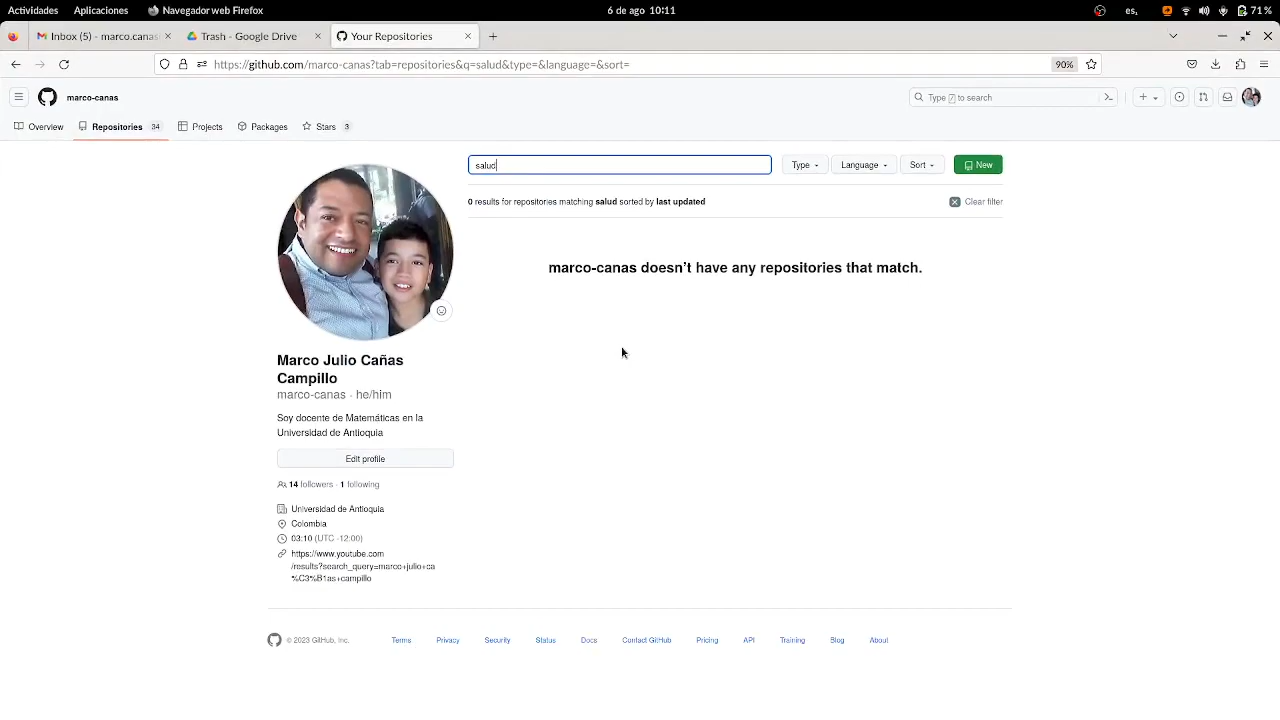 Actividades Aplicaciones Navegador web Firefox 6 de ago 10:11 es, 71 %
Inbox (5) - marco.canas Trash - Google Drive Your Repositories
https://github.com/marco-canas?tab=repositories&q=salud&type=&language=&sort= 90%
marco-canas Type / to search
Overview Repositories 34 Projects Packages Stars 3
salud Type Language Sort New
0 results for repositories matching salud sorted by last updated Clear filter
marco-canas doesn’t have any repositories that match.
Marco Julio Cañas
Campillo
marco-canas · he/him
Soy docente de Matemáticas en la
Universidad de Antioquia
Edit profile
14 followers · 1 following
Universidad de Antioquia
Colombia
03:10 (UTC -12:00)
https://www.youtube.com
/results?search_query=marco+julio+ca
%C3%B1as+campillo
© 2023 GitHub, Inc. Terms Privacy Security Status Docs Contact GitHub Pricing API Training Blog About